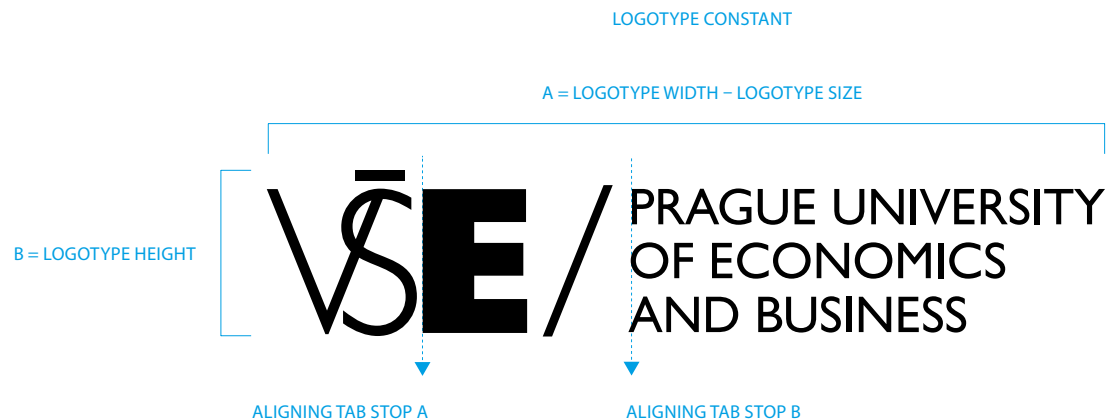 LOGOTYPE CONSTANT
A = LOGOTYPE WIDTH – LOGOTYPE SIZE
B = LOGOTYPE HEIGHT
VŠE/
PRAGUE UNIVERSITY
OF ECONOMICS
AND BUSINESS
ALIGNING TAB STOP A
ALIGNING TAB STOP B